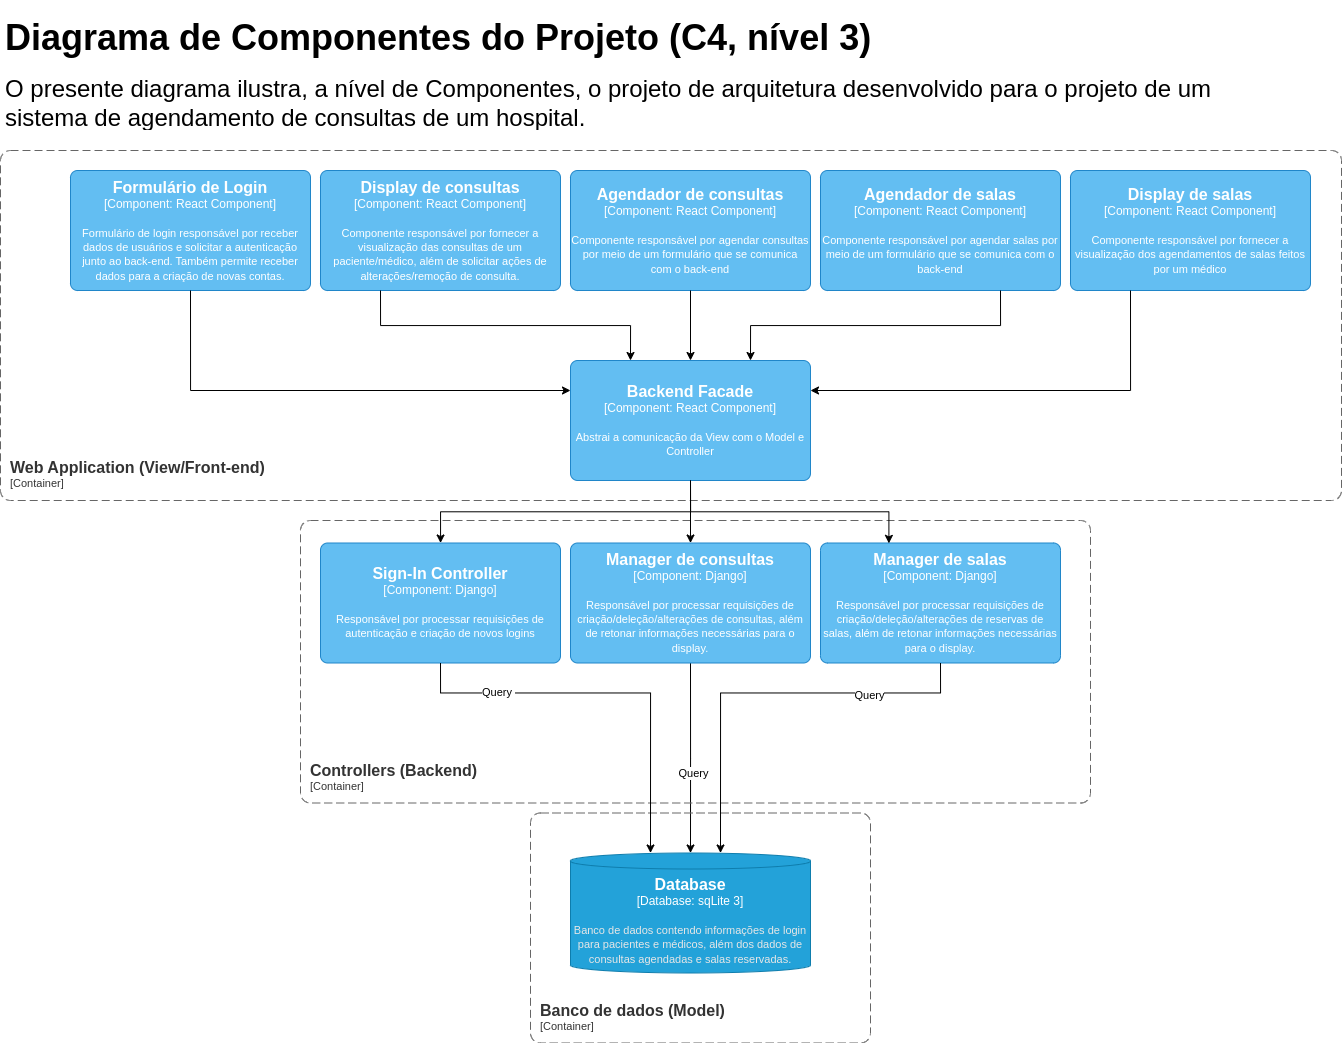 Diagrama de Componentes do Projeto (C4, nível 3)
O presente diagrama ilustra, a nível de Componentes, o projeto de arquitetura desenvolvido para o projeto de um
sistema de agendamento de consultas de um hospital.
Formulário de Login
[Component: React Component]
Formulário de login responsável por receber
dados de usuários e solicitar a autenticação
junto ao back-end. Também permite receber
dados para a criação de novas contas.
Display de consultas
[Component: React Component]
Componente responsável por fornecer a
visualização das consultas de um
paciente/médico, além de solicitar ações de
alterações/remoção de consulta.
Agendador de consultas
[Component: React Component]
Componente responsável por agendar consultas
por meio de um formulário que se comunica
com o back-end
Agendador de salas
[Component: React Component]
Componente responsável por agendar salas por
meio de um formulário que se comunica com o
back-end
Display de salas
[Component: React Component]
Componente responsável por fornecer a
visualização dos agendamentos de salas feitos
por um médico
Backend Facade
[Component: React Component]
Abstrai a comunicação da View com o Model e
Controller
Web Application (View/Front-end)
[Container]
Sign-In Controller
[Component: Django]
Responsável por processar requisições de
autenticação e criação de novos logins
Manager de consultas
[Component: Django]
Responsável por processar requisições de
criação/deleção/alterações de consultas, além
de retonar informações necessárias para o
display.
Manager de salas
[Component: Django]
Responsável por processar requisições de
criação/deleção/alterações de reservas de
salas, além de retonar informações necessárias
para o display.
Query
Query
Query
Controllers (Backend)
[Container]
Database
[Database: sqLite 3]
Banco de dados contendo informações de login
para pacientes e médicos, além dos dados de
consultas agendadas e salas reservadas.
Banco de dados (Model)
[Container]